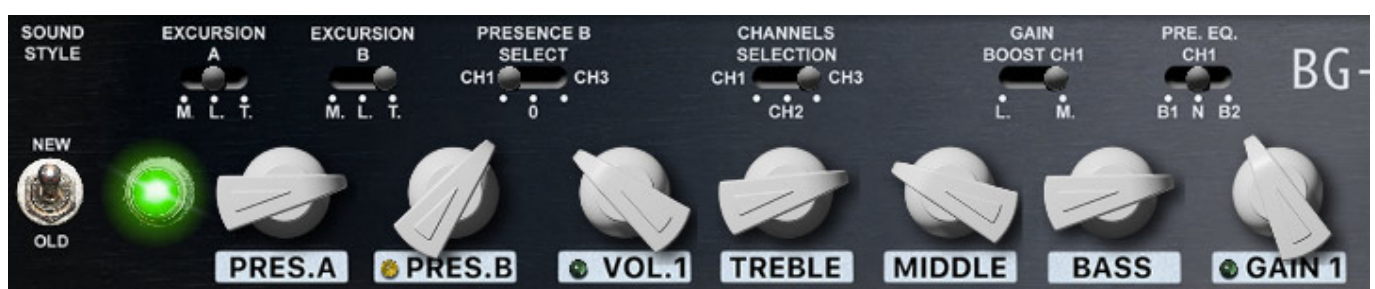 SOUND
STYLE
EXCURSION
A
M. L. T.
EXCURSION
B
M. L. T.
PRESENCE B
SELECT
CH1 CH3
0
CHANNELS
SELECTION
CH1 CH3
CH2
GAIN
BOOST CH1
L. M.
PRE. EQ.
CH1
B1 N B2
BG-
NEW
OLD
PRES.A
PRES.B
VOL.1
TREBLE
MIDDLE
BASS
GAIN 1